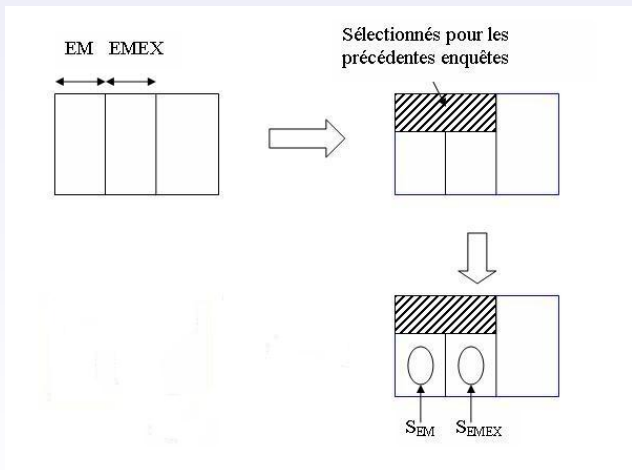 EM EMEX
Sélectionnés pour les
précédentes enquêtes
SEM SEMEX